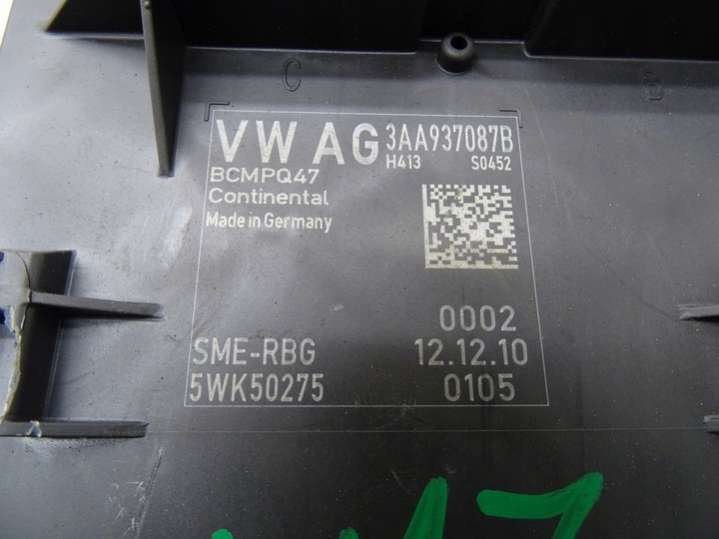 C
VW AG 3AA937087B
H413 S0452
BCMPQ47
Continental
Made in Germany
0002
SME-RBG 12.12.10
5WK50275 0105